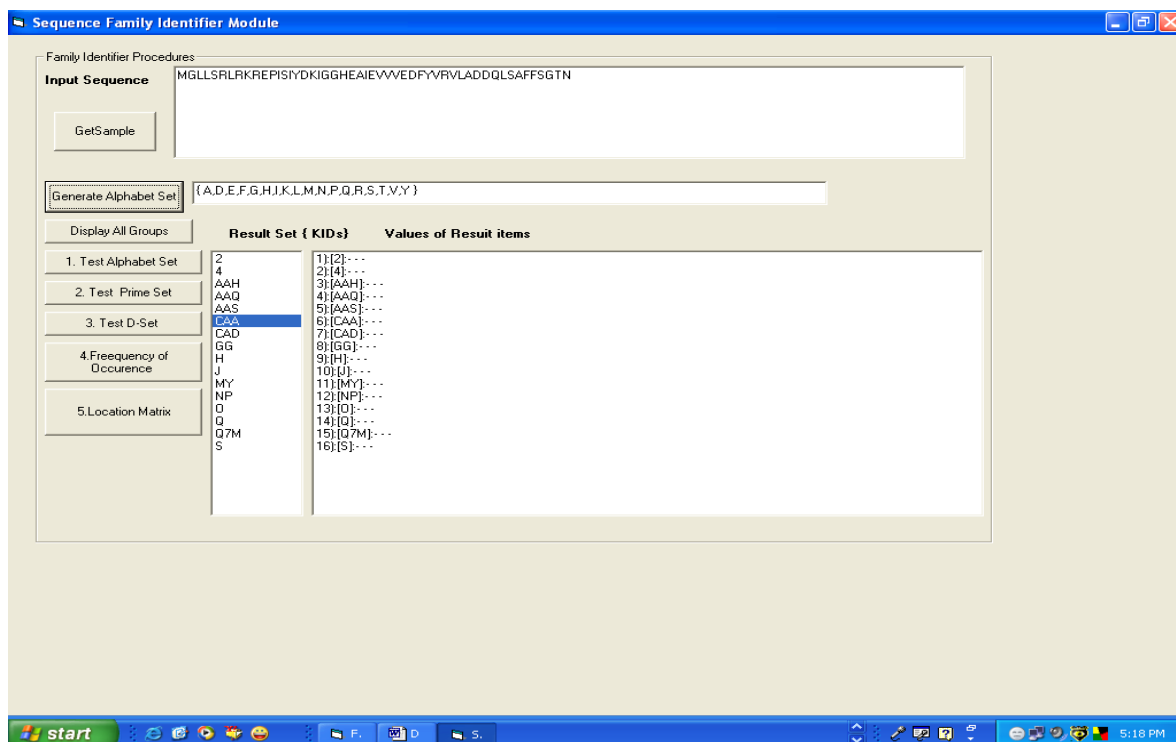 Sequence Family Identifier Module
Family Identifier Procedures
Input Sequence
MGLLSRLRKREPISIYDKIGGHEAIEVVVEDFYVRVLADDQLSAFFSGTN
GetSample
Generate Alphabet Set
{ A,D,E,F,G,H,I,K,L,M,N,P,Q,R,S,T,V,Y }
Display All Groups
Result Set { KIDs} Values of Resuit items
1. Test Alphabet Set
2. Test Prime Set
3. Test D-Set
4.Freequency of
Occurence
5.Location Matrix
2
4
AAH
AAQ
AAS
CAA
CAD
GG
H
J
MY
NP
O
Q
Q7M
S
1):[2]:- - -
2):[4]:- - -
3):[AAH]:- - -
4):[AAQ]:- - -
5):[AAS]:- - -
6):[CAA]:- - -
7):[CAD]:- - -
8):[GG]:- - -
9):[H]:- - -
10):[J]:- - -
11):[MY]:- - -
12):[NP]:- - -
13):[O]:- - -
14):[Q]:- - -
15):[Q7M]:- - -
16):[S]:- - -
start F. D S. 5:18 PM